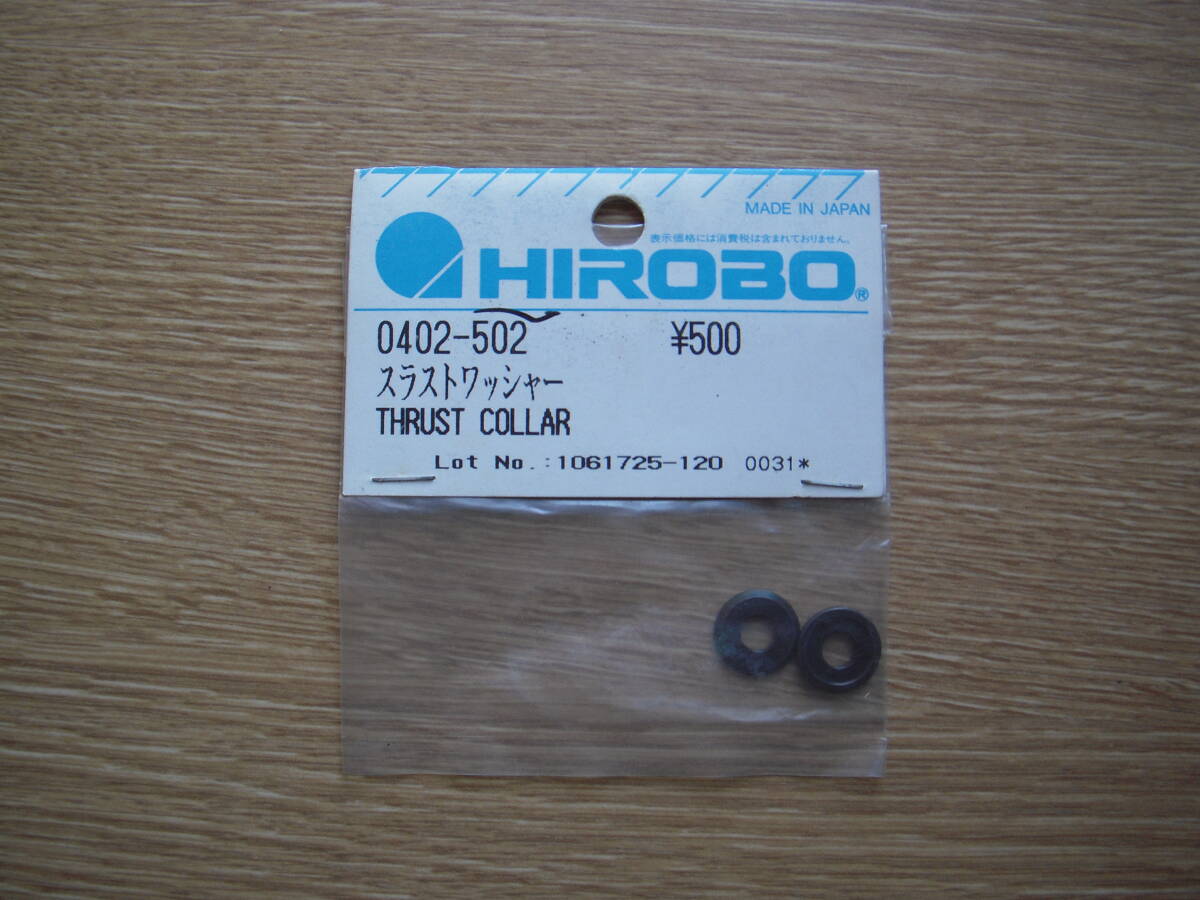 MADE IN JAPAN
表示価格には消費税は含まれておりません。
HIROBO®
0402-502 ¥500
スラストワッシャー
THRUST COLLAR
Lot No.:1061725-120 0031*